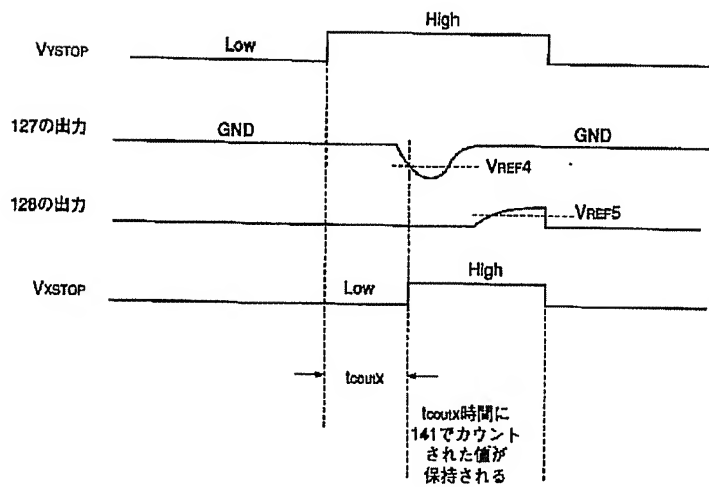 High
VYSTOP
Low
127の出力
GND
GND
VREF4
128の出力
VREF5
High
VXSTOP
Low
tcoutX
tcoutX時間に
141でカウント
された値が
保持される